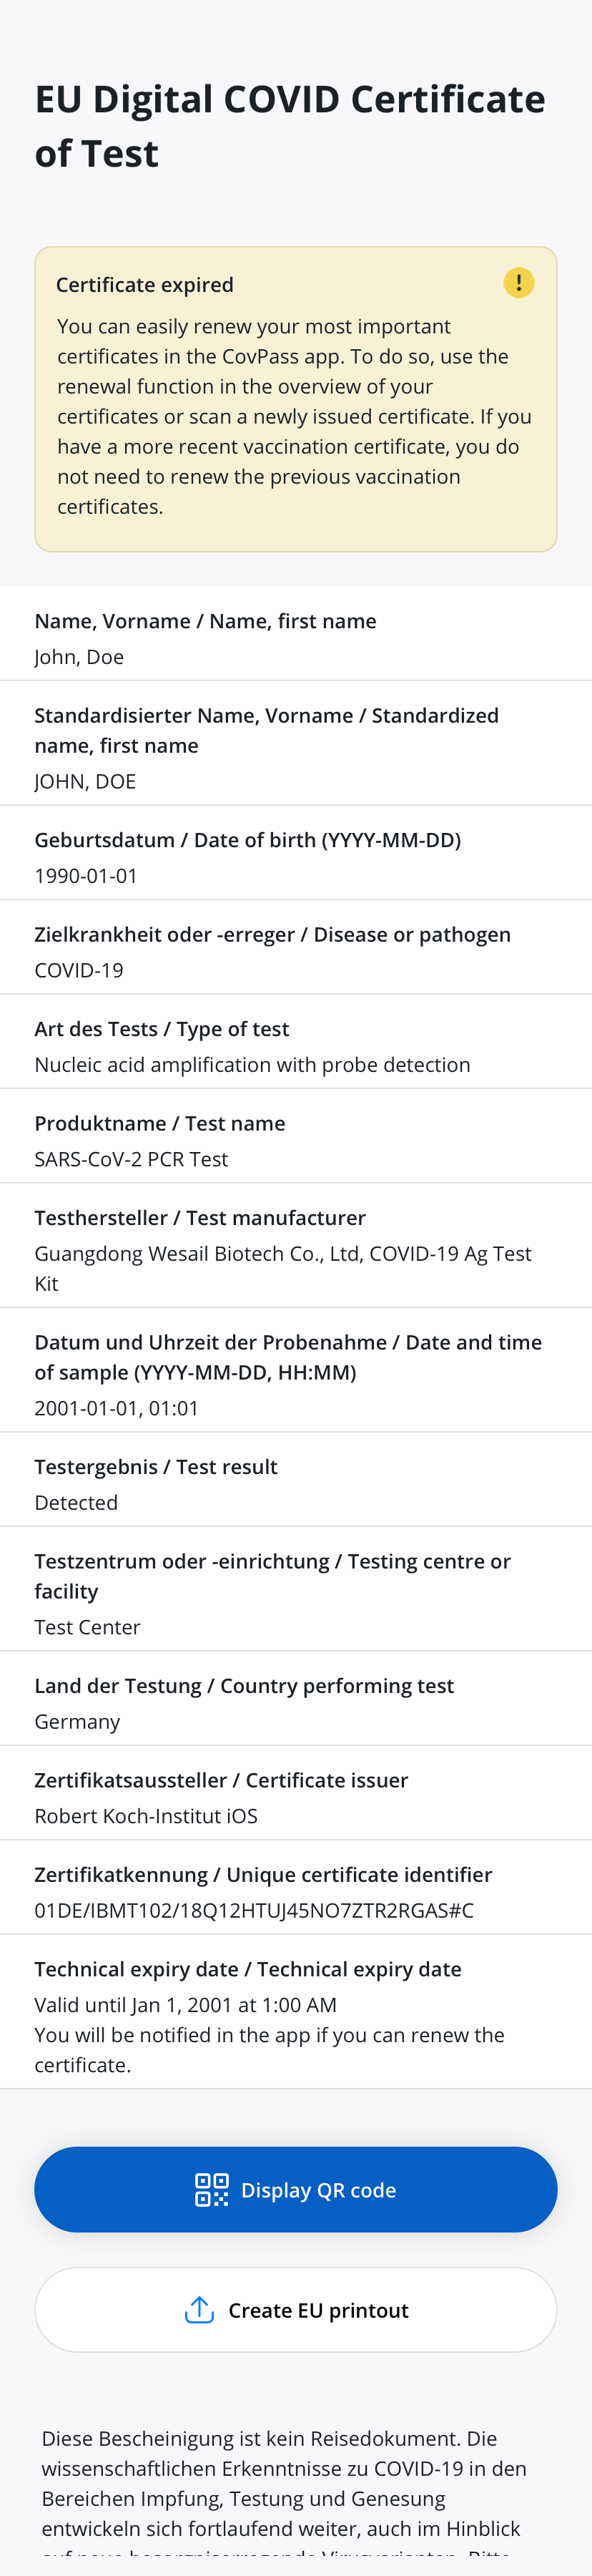 EU Digital COVID Certificate
of Test
Certificate expired
You can easily renew your most important
certificates in the CovPass app. To do so, use the
renewal function in the overview of your
certificates or scan a newly issued certificate. If you
have a more recent vaccination certificate, you do
not need to renew the previous vaccination
certificates.
Name, Vorname / Name, first name
John, Doe
Standardisierter Name, Vorname / Standardized
name, first name
JOHN, DOE
Geburtsdatum / Date of birth (YYYY-MM-DD)
1990-01-01
Zielkrankheit oder -erreger / Disease or pathogen
COVID-19
Art des Tests / Type of test
Nucleic acid amplification with probe detection
Produktname / Test name
SARS-CoV-2 PCR Test
Testhersteller / Test manufacturer
Guangdong Wesail Biotech Co., Ltd, COVID-19 Ag Test
Kit
Datum und Uhrzeit der Probenahme / Date and time
of sample (YYYY-MM-DD, HH:MM)
2001-01-01, 01:01
Testergebnis / Test result
Detected
Testzentrum oder -einrichtung / Testing centre or
facility
Test Center
Land der Testung / Country performing test
Germany
Zertifikatsaussteller / Certificate issuer
Robert Koch-Institut iOS
Zertifikatkennung / Unique certificate identifier
01DE/IBMT102/18Q12HTUJ45NO7ZTR2RGAS#C
Technical expiry date / Technical expiry date
Valid until Jan 1, 2001 at 1:00 AM
You will be notified in the app if you can renew the
certificate.
Display QR code
Create EU printout
Diese Bescheinigung ist kein Reisedokument. Die
wissenschaftlichen Erkenntnisse zu COVID-19 in den
Bereichen Impfung, Testung und Genesung
entwickeln sich fortlaufend weiter, auch im Hinblick